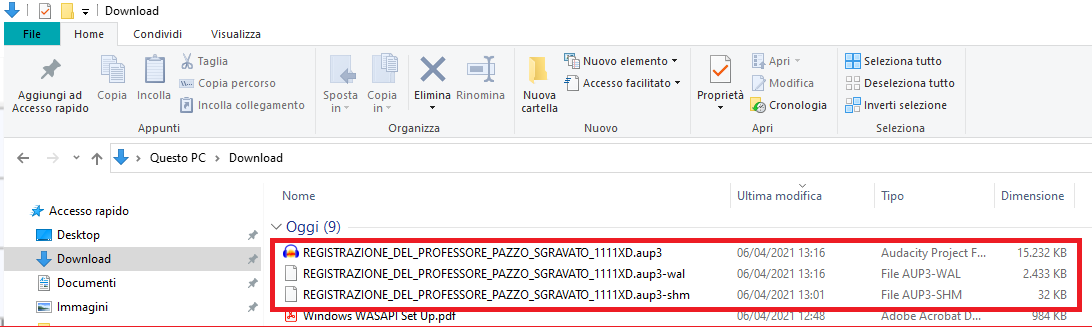 Download
File Home Condividi Visualizza
Aggiungi ad
Accesso rapido
Copia
Incolla
Taglia
Copia percorso
Incolla collegamento
Appunti
Sposta
in
Copia
in
Elimina
Rinomina
Organizza
Nuova
cartella
Nuovo elemento
Accesso facilitato
Nuovo
Proprietà
Apri
Modifica
Cronologia
Apri
Seleziona tutto
Deseleziona tutto
Inverti selezione
Seleziona
Questo PC > Download
Accesso rapido
Desktop
Download
Documenti
Immagini
Nome Ultima modifica Tipo Dimensione
Oggi (9)
REGISTRAZIONE_DEL_PROFESSORE_PAZZO_SGRAVATO_1111XD.aup3 06/04/2021 13:16 Audacity Project F... 15.232 KB
REGISTRAZIONE_DEL_PROFESSORE_PAZZO_SGRAVATO_1111XD.aup3-wal 06/04/2021 13:16 File AUP3-WAL 2.433 KB
REGISTRAZIONE_DEL_PROFESSORE_PAZZO_SGRAVATO_1111XD.aup3-shm 06/04/2021 13:01 File AUP3-SHM 32 KB
Windows WASAPI Set Up.pdf 06/04/2021 12:48 Adobe Acrobat D... 984 KB